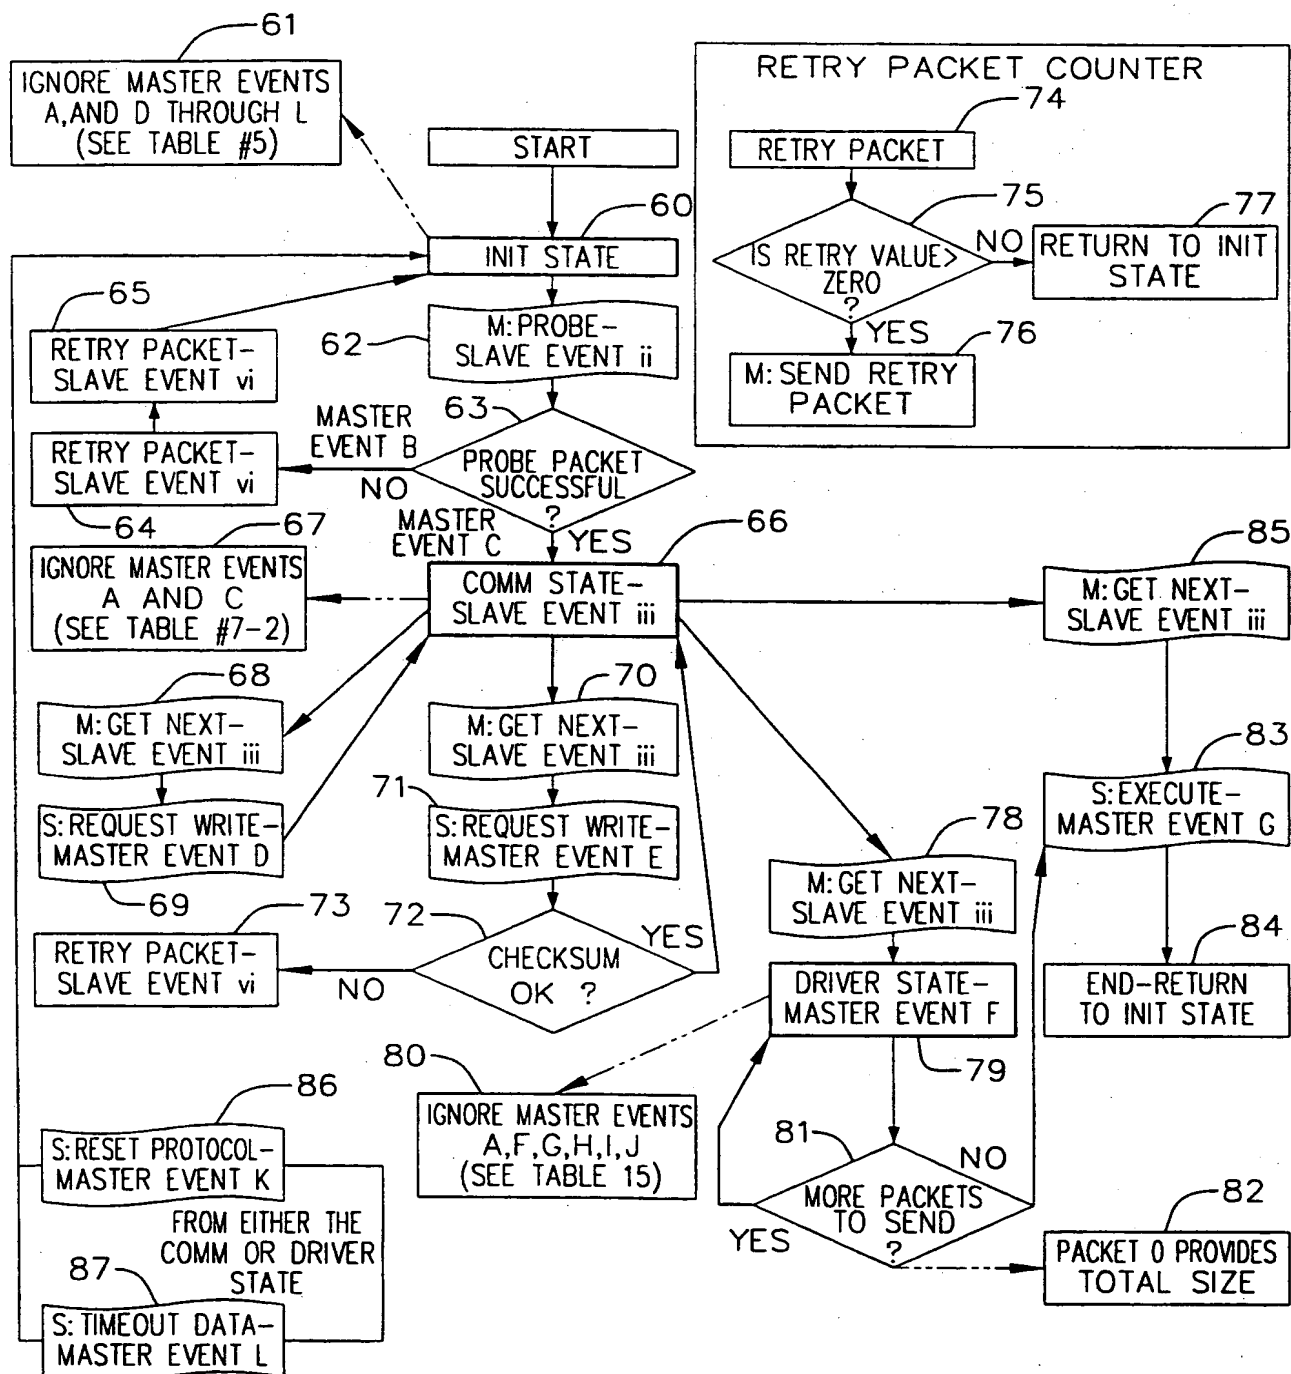 61
IGNORE MASTER EVENTS
A, AND D THROUGH L
(SEE TABLE #5)
START
60
INIT STATE
RETRY PACKET COUNTER
74
RETRY PACKET
75
IS RETRY VALUE>
ZERO
?
NO
77
RETURN TO INIT
STATE
YES
76
M: SEND RETRY
PACKET
65
RETRY PACKET-
SLAVE EVENT vi
62
M: PROBE-
SLAVE EVENT ii
MASTER
EVENT B
63
PROBE PACKET
SUCCESSFUL
?
NO
RETRY PACKET-
SLAVE EVENT vi
64
MASTER
EVENT C
YES
67
IGNORE MASTER EVENTS
A AND C
(SEE TABLE #7-2)
66
COMM STATE-
SLAVE EVENT iii
85
M: GET NEXT-
SLAVE EVENT iii
68
M: GET NEXT-
SLAVE EVENT iii
S: REQUEST WRITE-
MASTER EVENT D
69
70
M: GET NEXT-
SLAVE EVENT iii
71
S: REQUEST WRITE-
MASTER EVENT E
72
CHECKSUM
OK ?
YES
NO
73
RETRY PACKET-
SLAVE EVENT vi
78
M: GET NEXT-
SLAVE EVENT iii
DRIVER STATE-
MASTER EVENT F
79
83
S: EXECUTE-
MASTER EVENT G
84
END-RETURN
TO INIT STATE
80
IGNORE MASTER EVENTS
A,F,G,H,I,J
(SEE TABLE 15)
81
MORE PACKETS
TO SEND
?
NO
YES
82
PACKET 0 PROVIDES
TOTAL SIZE
86
S: RESET PROTOCOL-
MASTER EVENT K
FROM EITHER THE
COMM OR DRIVER
STATE
87
S: TIMEOUT DATA-
MASTER EVENT L